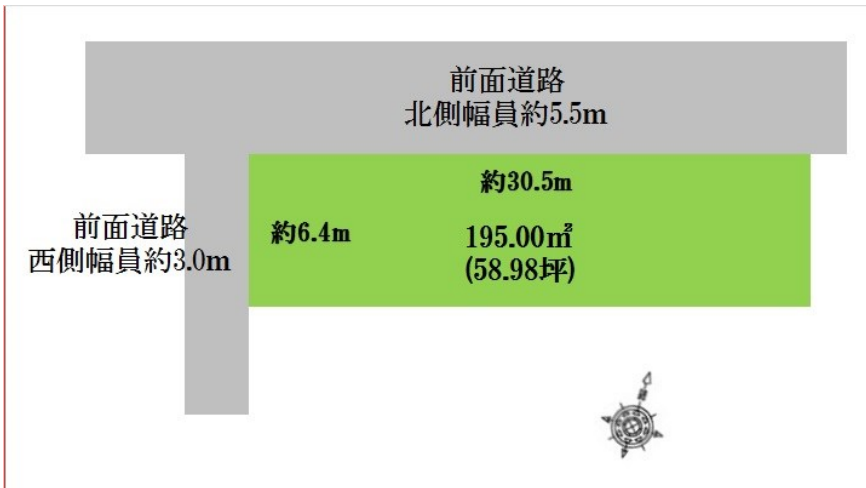 前面道路
北側幅員約5.5m
約30.5m
前面道路
西側幅員約3.0m
約6.4m
195.00㎡
(58.98坪)